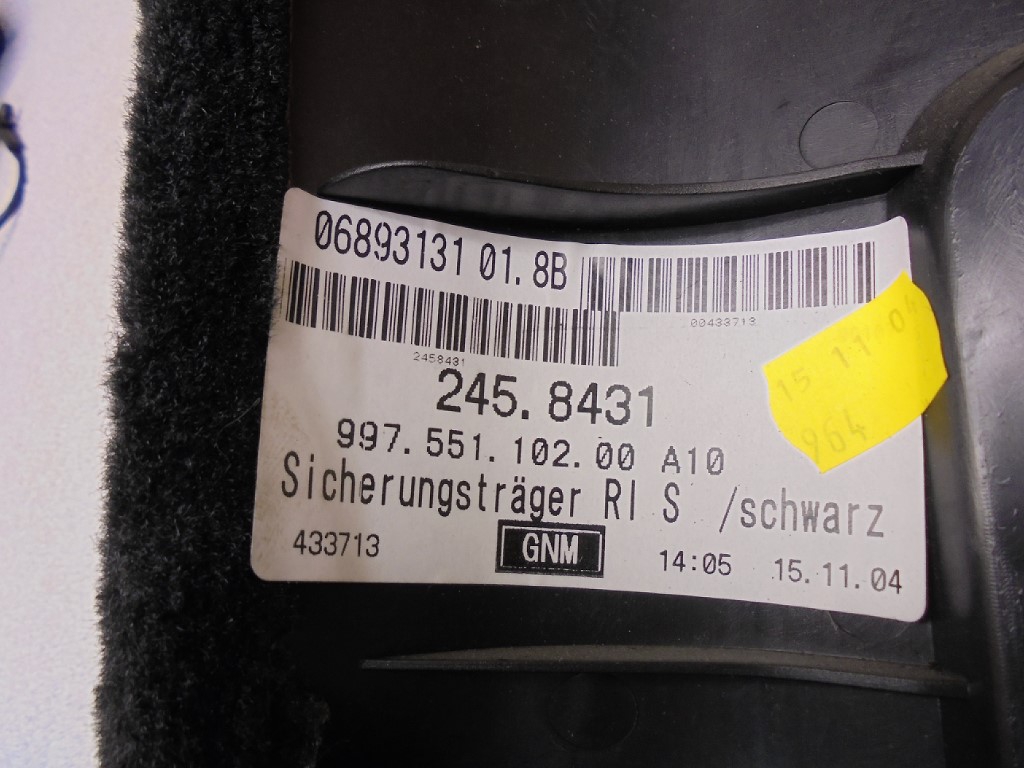 06893131 01. 8B
00433713
2458431
245. 8431
997. 551. 102. 00 A10
Sicherungsträger RI S /schwarz
433713
GNM
14:05
15. 11. 04
15 11 04
964